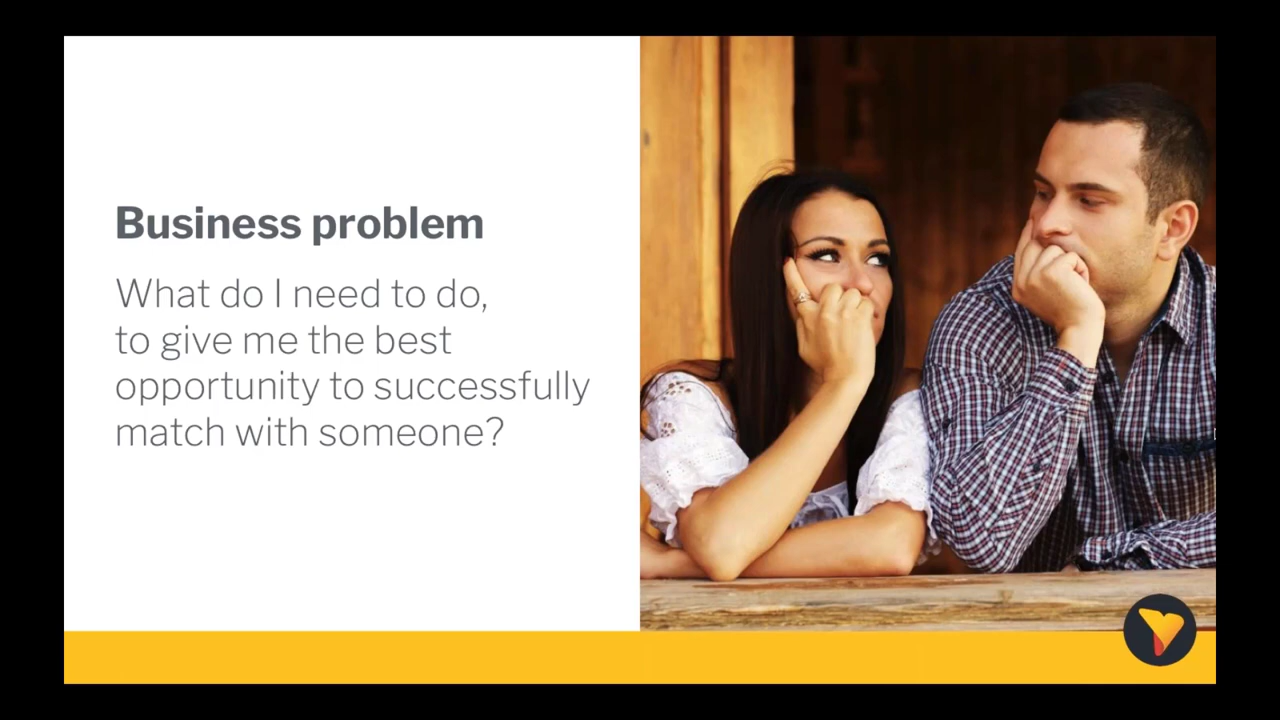 Business problem
What do I need to do,
to give me the best
opportunity to successfully
match with someone?